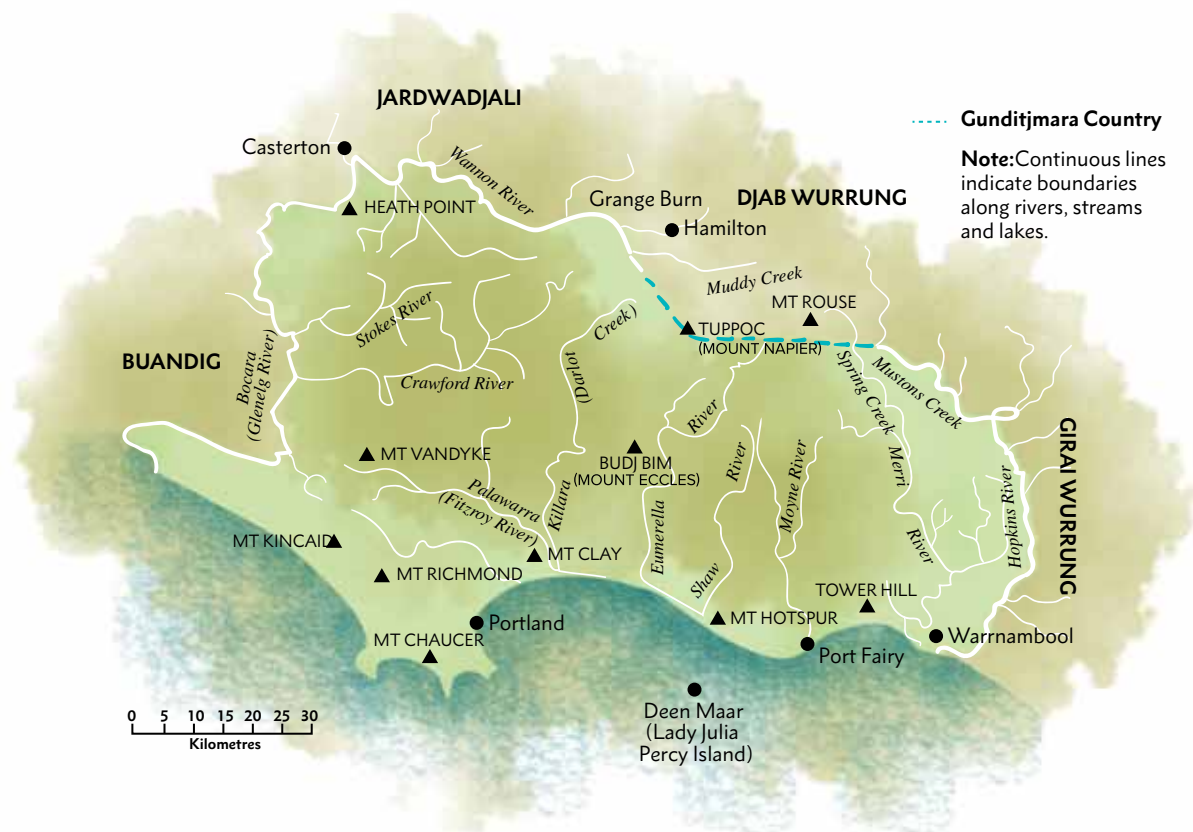 JARDWADJALI
Casterton
Wannon River
HEATH POINT
Grange Burn
Hamilton
DJAB WURRUNG
Gunditjmara Country
Note:Continuous lines
indicate boundaries
along rivers, streams
and lakes.
Muddy Creek
MT ROUSE
TUPPOC
(MOUNT NAPIER)
Stokes River
BUANDIG
Bocara
(Glenelg River)
Crawford River
Killara
(Darlot
Creek)
Spring Creek
Mustons Creek
GIRAI WURRUNG
Hopkins River
Merri
River
MT VANDYKE
BUDJ BIM
(MOUNT ECCLES)
Eumerella
River
Shaw
River
Moyne River
Palawarra
(Fitzroy River)
MT KINCAID
MT CLAY
MT RICHMOND
TOWER HILL
MT HOTSPUR
Portland
MT CHAUCER
Port Fairy
Warrnambool
Deen Maar
(Lady Julia
Percy Island)
0 5 10 15 20 25 30
Kilometres